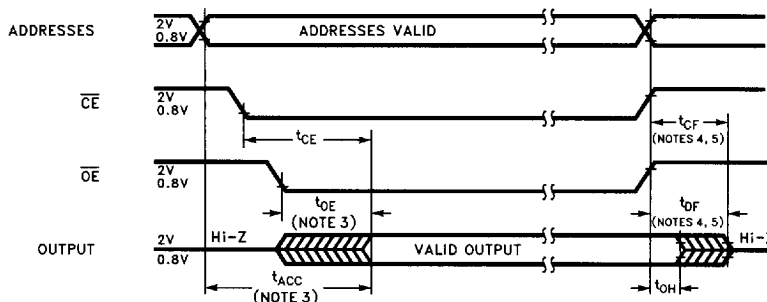 ADDRESSES
2V
0.8V
ADDRESSES VALID
CE
2V
0.8V
tCE
tCF
(NOTES 4, 5)
OE
2V
0.8V
tOE
(NOTE 3)
tDF
(NOTES 4, 5)
OUTPUT
2V
0.8V
Hi-Z
VALID OUTPUT
Hi-Z
tACC
(NOTE 3)
tOH